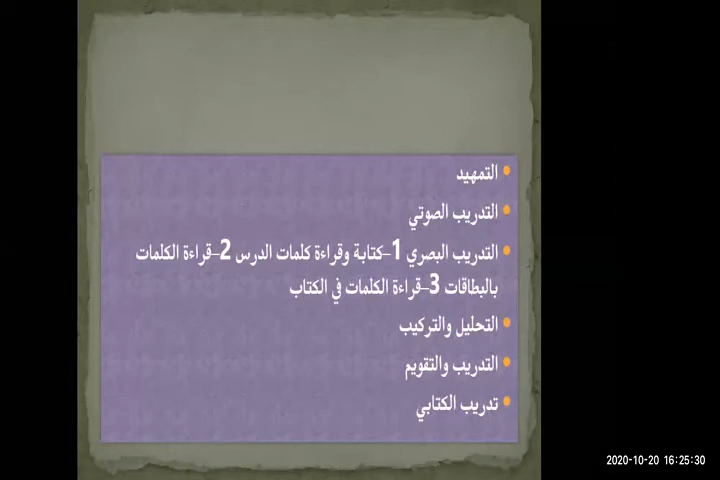 التمهيد
التدريب الصوتي
التدريب البصري 1-كتابة وقراءة كلمات الدرس 2-قراءة الكلمات
بالبطاقات 3-قراءة الكلمات في الكتاب
التحليل والتركيب
التدريب والتقويم
تدريب الكتابي
2020-10-20 16:25:30